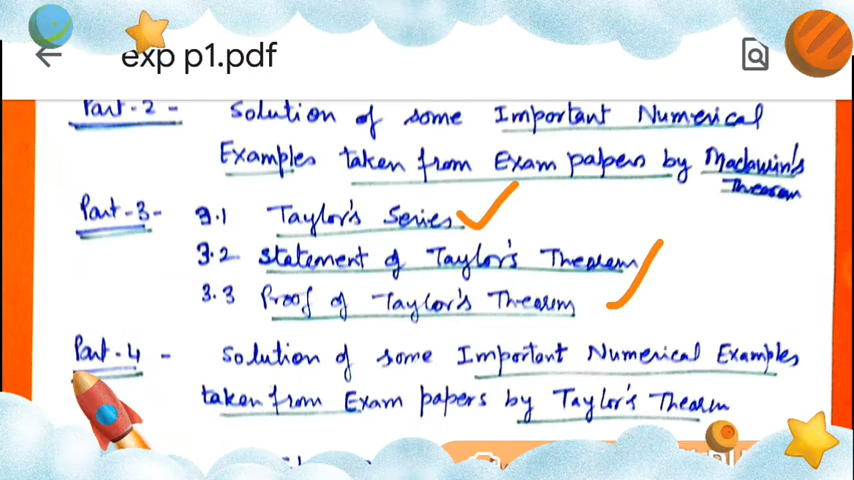 exp p1.pdf
Part-2 - Solution of some Important Numerical
Examples taken from Exam papers by Maclaurin's
Theorem
Part-3 - 3.1 Taylor's Series
3.2 Statement of Taylor's Theorem
3.3 Proof of Taylor's Theorem
Part-4 - Solution of some Important Numerical Examples
taken from Exam papers by Taylor's Theorm